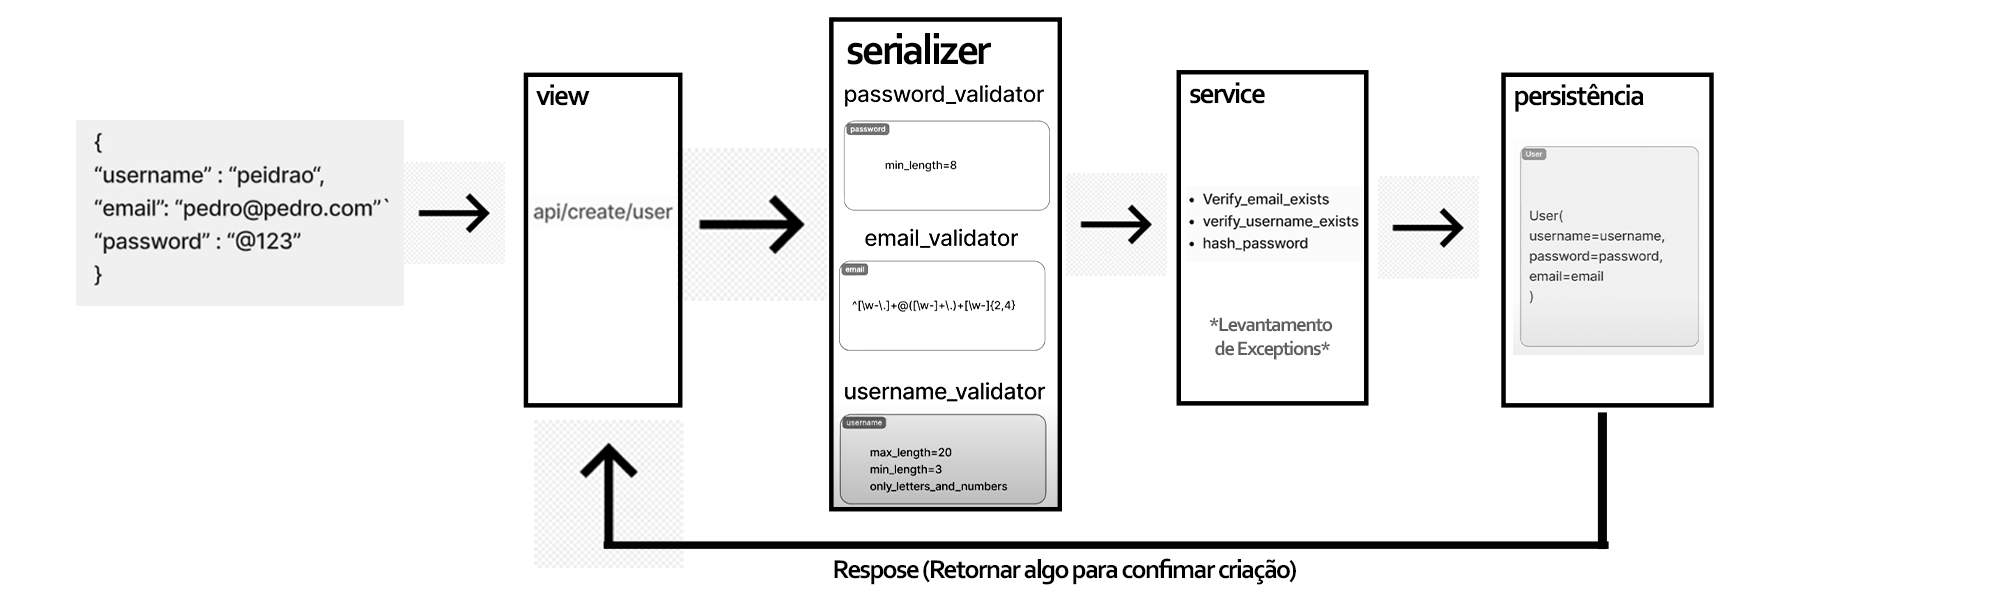 {
“username” : “peidrao“,
“email”: “pedro@pedro.com”`
“password” : “@123”
}
view
api/create/user
serializer
password_validator
password
min_length=8
email_validator
email
^[\w-\.]+@([\w-]+\.)+[\w-]{2,4}
username_validator
username
max_length=20
min_length=3
only_letters_and_numbers
service
• Verify_email_exists
• verify_username_exists
• hash_password
*Levantamento
de Exceptions*
persistência
User
User(
username=username,
password=password,
email=email
)
Respose (Retornar algo para confimar criação)